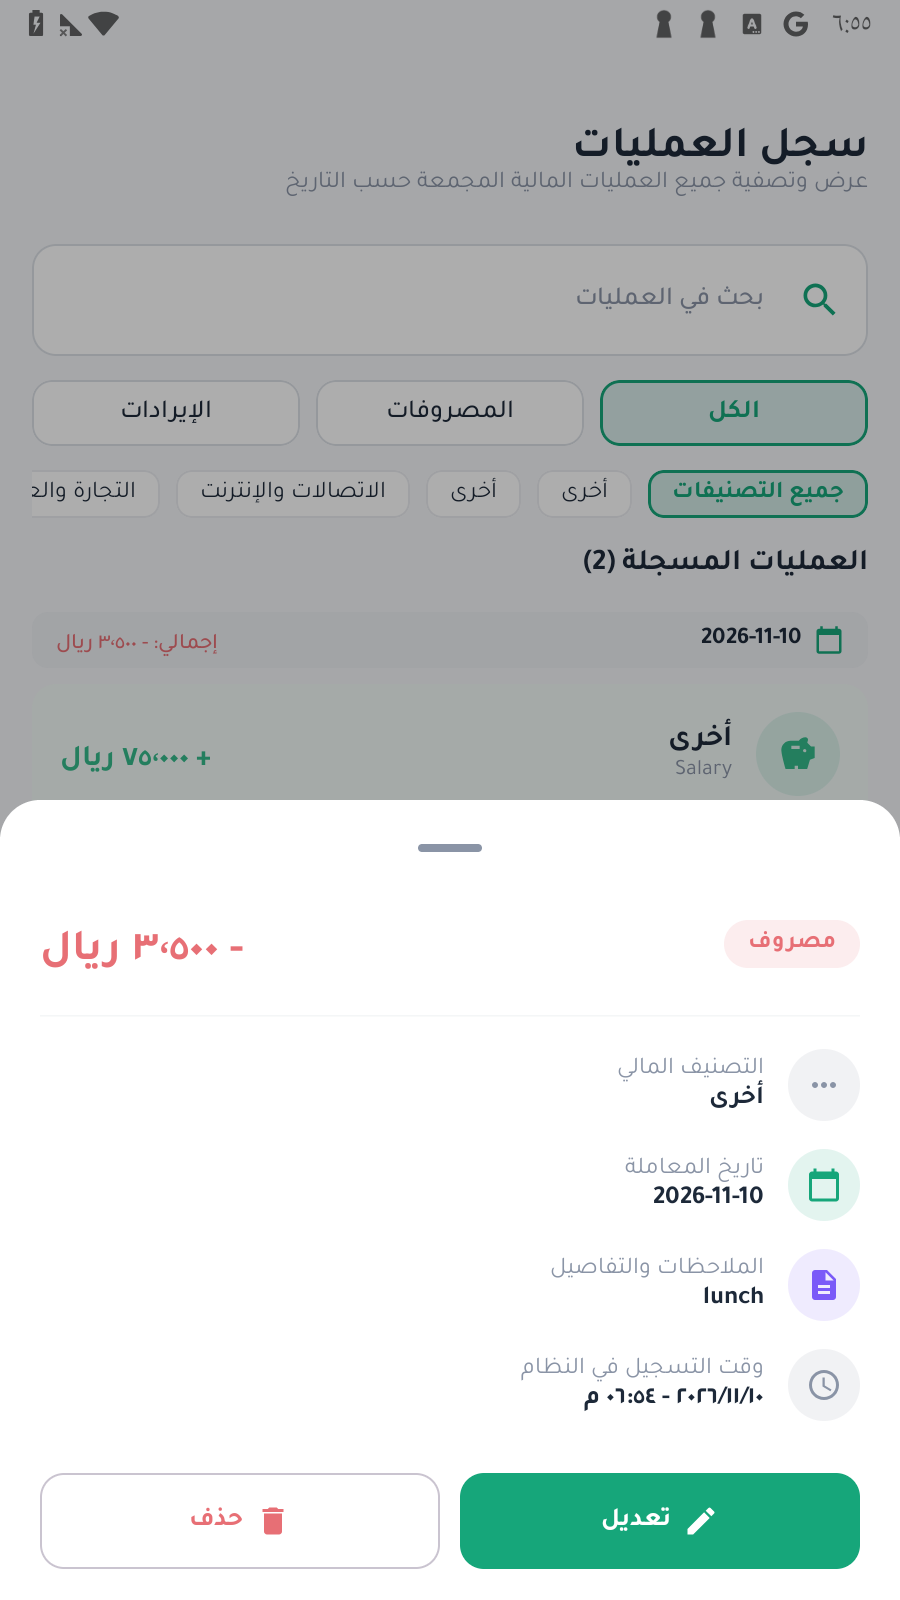 ٦:٥٥
سجل العمليات
عرض وتصفية جميع العمليات المالية المجمعة حسب التاريخ
بحث في العمليات
الكل
المصروفات
الإيرادات
جميع التصنيفات
أخرى
أخرى
الاتصالات والإنترنت
التجارة والع
العمليات المسجلة (2)
2026-11-10
إجمالي: - ٣،٥٠٠ ريال
أخرى
Salary
+ ٧٥،٠٠٠ ريال
مصروف
- ٣،٥٠٠ ريال
التصنيف المالي
أخرى
تاريخ المعاملة
2026-11-10
الملاحظات والتفاصيل
lunch
وقت التسجيل في النظام
٢٠٢٦/١١/١٠ - ٠٦:٥٤ م
تعديل
حذف